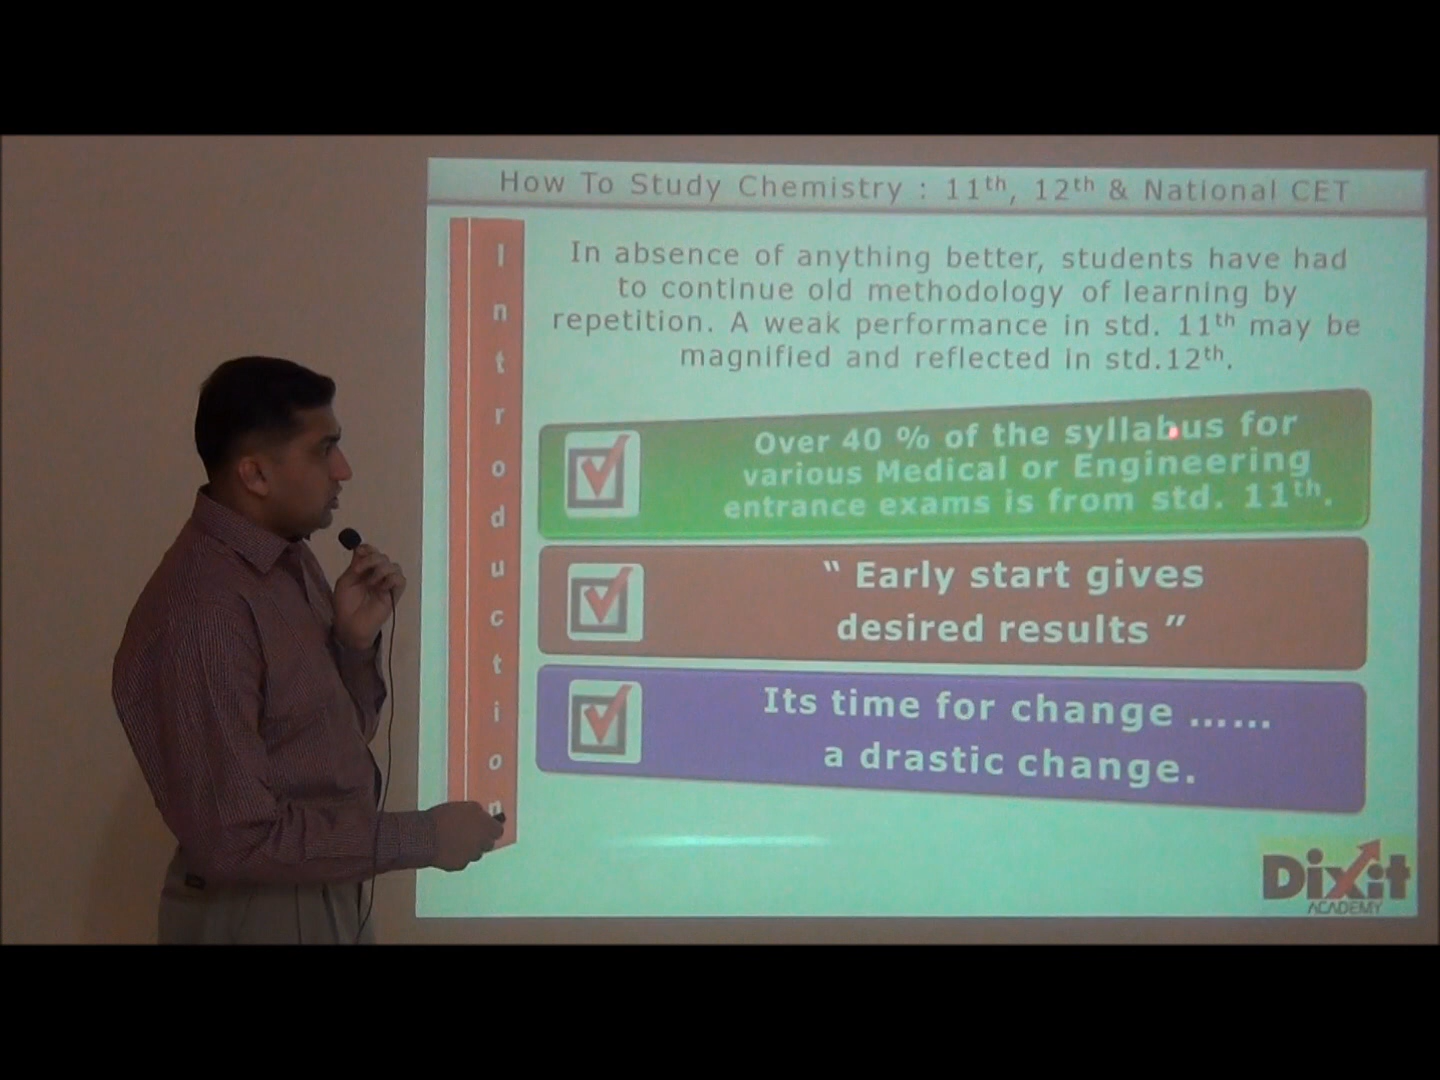 How To Study Chemistry : 11th, 12th & National CET
Introduction
In absence of anything better, students have had
to continue old methodology of learning by
repetition. A weak performance in std. 11th may be
magnified and reflected in std.12th.
Over 40 % of the syllabus for
various Medical or Engineering
entrance exams is from std. 11th.
“ Early start gives
desired results ”
Its time for change ......
a drastic change.
Dixit
ACADEMY